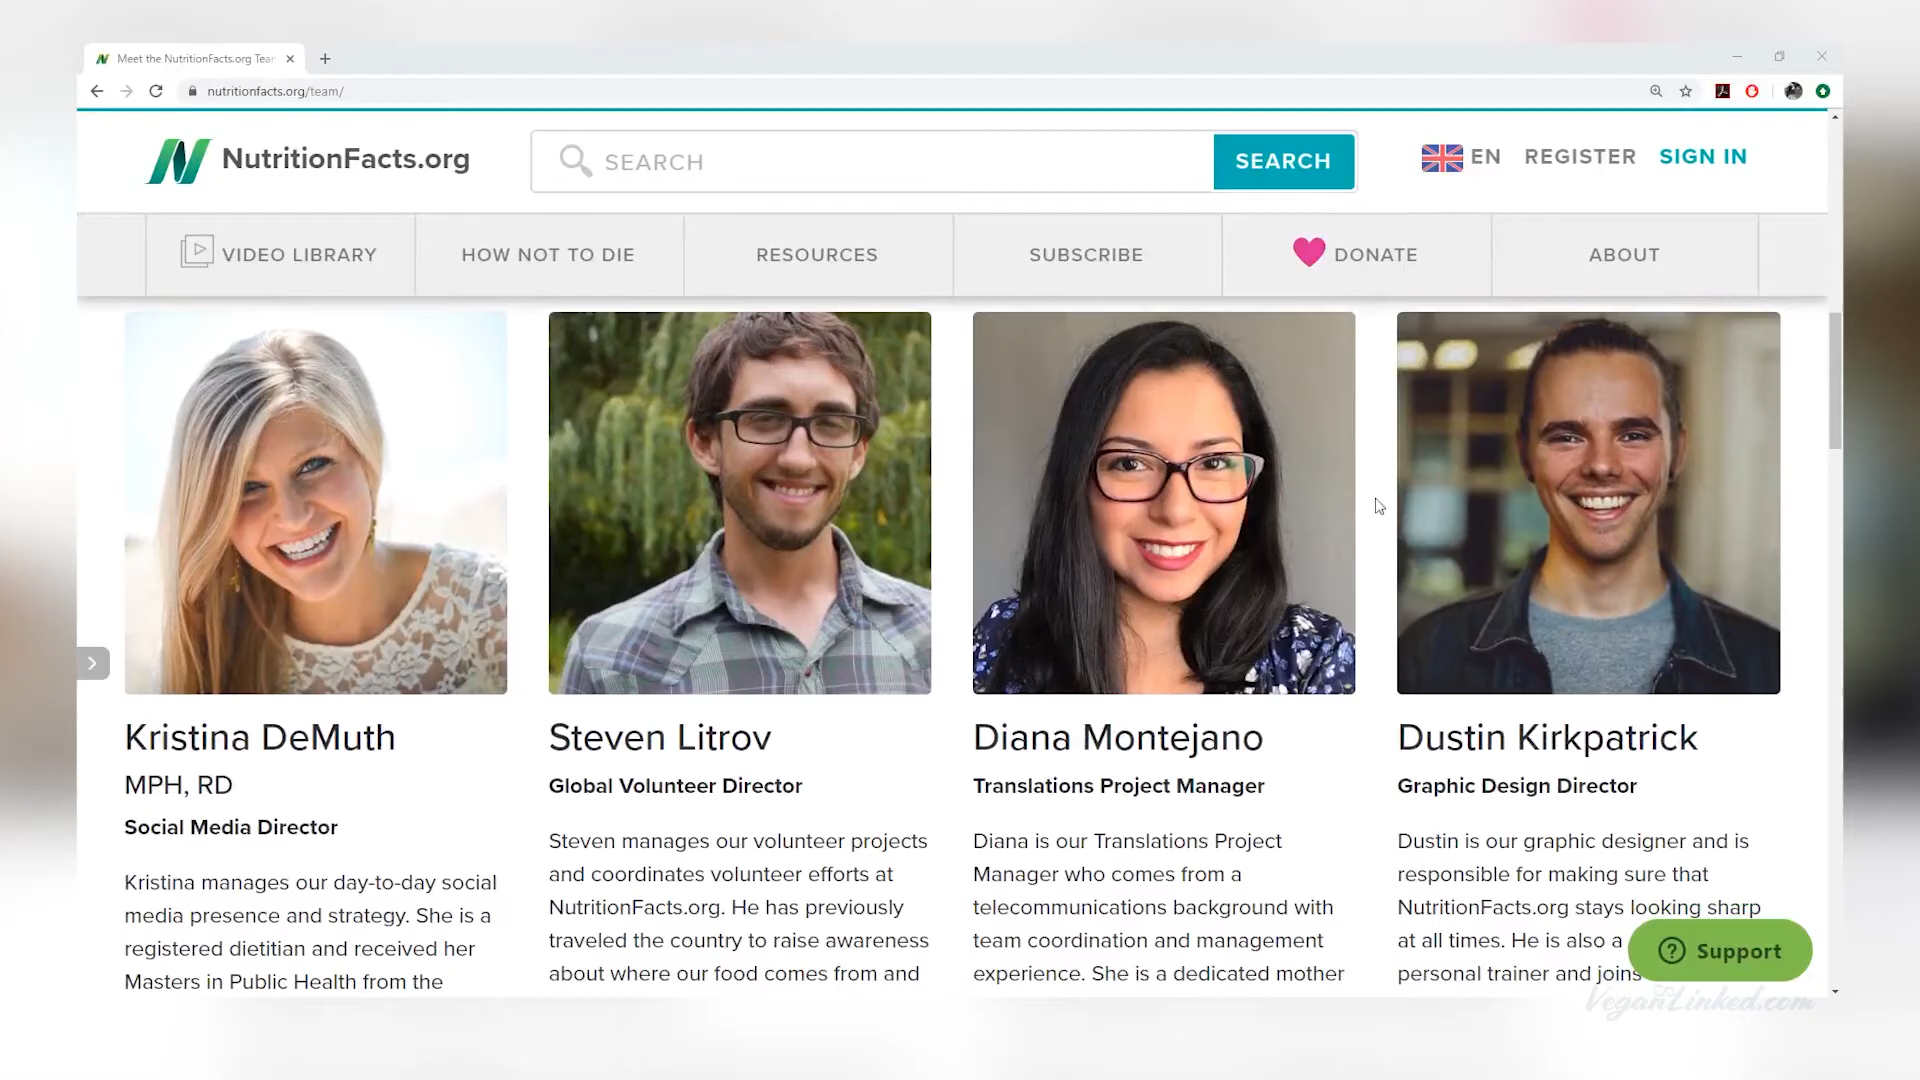 Meet the NutritionFacts.org Tear
nutritionfacts.org/team/
NutritionFacts.org
SEARCH
SEARCH
EN
REGISTER
SIGN IN
VIDEO LIBRARY
HOW NOT TO DIE
RESOURCES
SUBSCRIBE
DONATE
ABOUT
Kristina DeMuth
MPH, RD
Social Media Director
Kristina manages our day-to-day social
media presence and strategy. She is a
registered dietitian and received her
Masters in Public Health from the
Steven Litrov
Global Volunteer Director
Steven manages our volunteer projects
and coordinates volunteer efforts at
NutritionFacts.org. He has previously
traveled the country to raise awareness
about where our food comes from and
Diana Montejano
Translations Project Manager
Diana is our Translations Project
Manager who comes from a
telecommunications background with
team coordination and management
experience. She is a dedicated mother
Dustin Kirkpatrick
Graphic Design Director
Dustin is our graphic designer and is
responsible for making sure that
NutritionFacts.org stays looking sharp
at all times. He is also a
personal trainer and joins
Support
VeganLinked.com